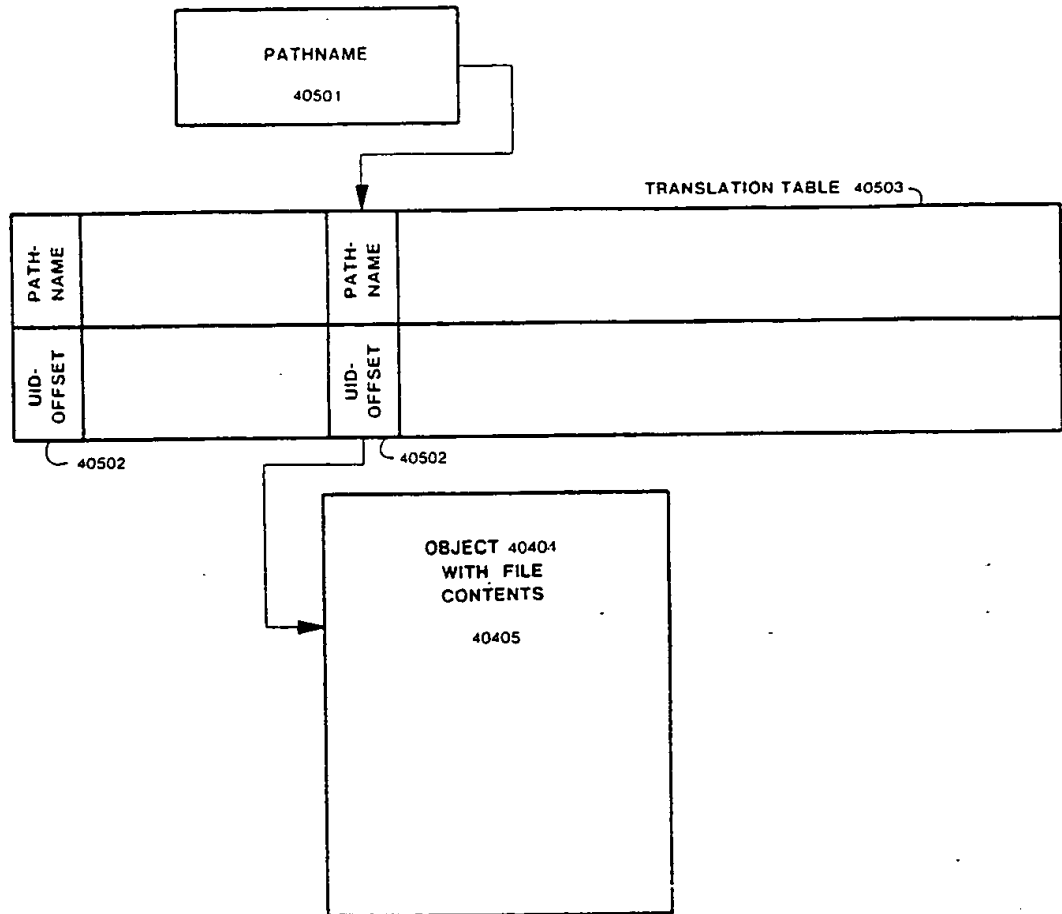 PATHNAME
40501
TRANSLATION TABLE 40503
PATH-
NAME
PATH-
NAME
UID-
OFFSET
UID-
OFFSET
40502
40502
OBJECT 40404
WITH FILE
CONTENTS
40405